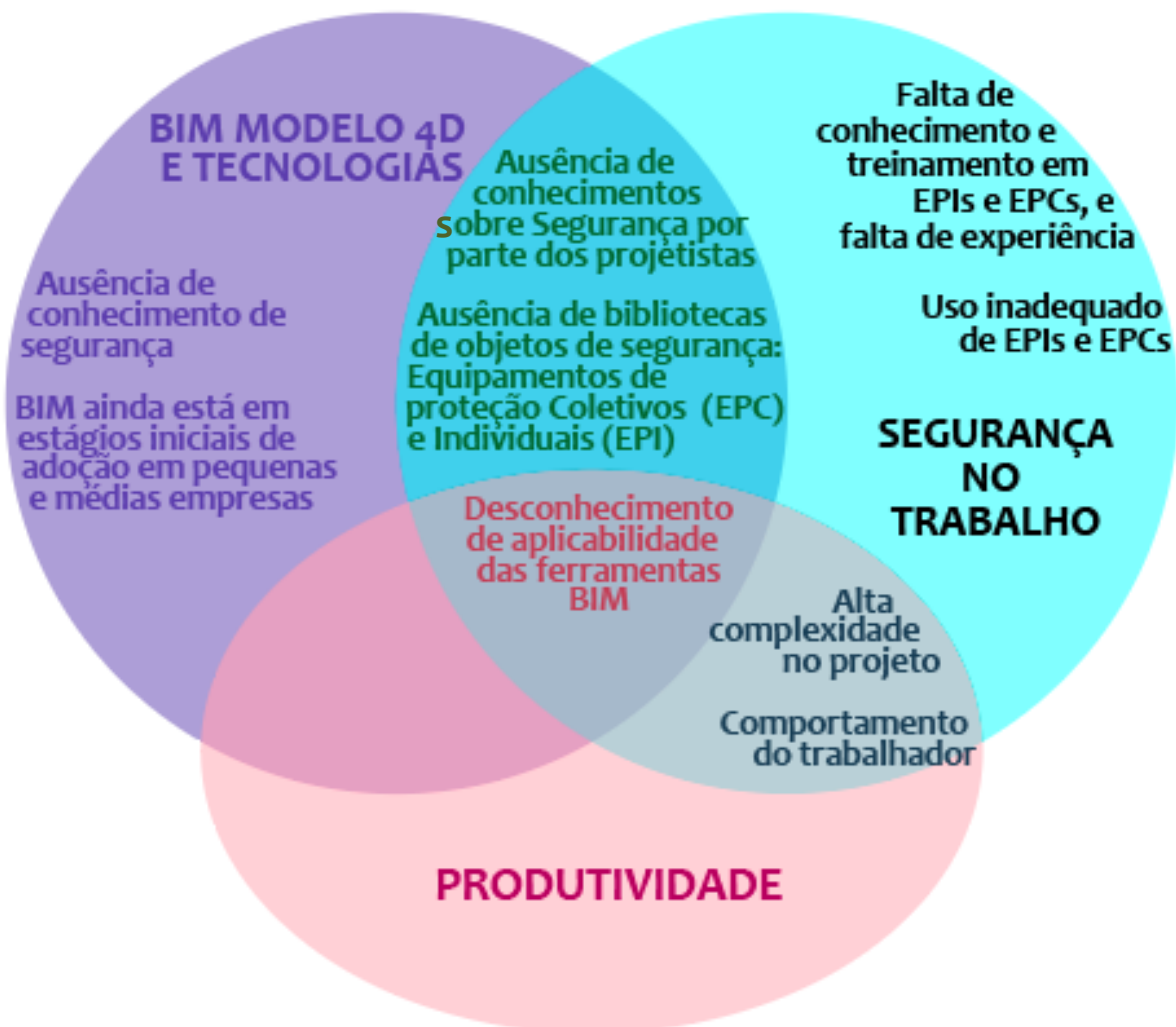 BIM MODELO 4D
E TECNOLOGIAS
Ausência de
conhecimento de
segurança
BIM ainda está em
estágios iniciais de
adoção em pequenas
e médias empresas
Ausência de
conhecimentos
sobre Segurança por
parte dos projetistas
Ausência de bibliotecas
de objetos de segurança:
Equipamentos de
proteção Coletivos (EPC)
e Individuais (EPI)
Falta de
conhecimento e
treinamento em
EPIs e EPCs, e
falta de experiência
Uso inadequado
de EPIs e EPCs
SEGURANÇA
NO
TRABALHO
Desconhecimento
de aplicabilidade
das ferramentas
BIM
Alta
complexidade
no projeto
Comportamento
do trabalhador
PRODUTIVIDADE